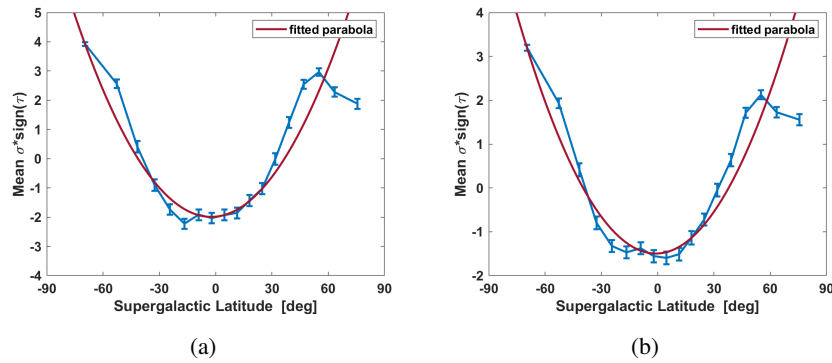 5
4
3
2
1
0
-1
-2
-3
-4
-90 -60 -30 0 30 60 90
Mean σ*sign(τ)
Supergalactic Latitude [deg]
fitted parabola
(a)
4
3
2
1
0
-1
-2
-90 -60 -30 0 30 60 90
Mean σ*sign(τ)
Supergalactic Latitude [deg]
fitted parabola
(b)